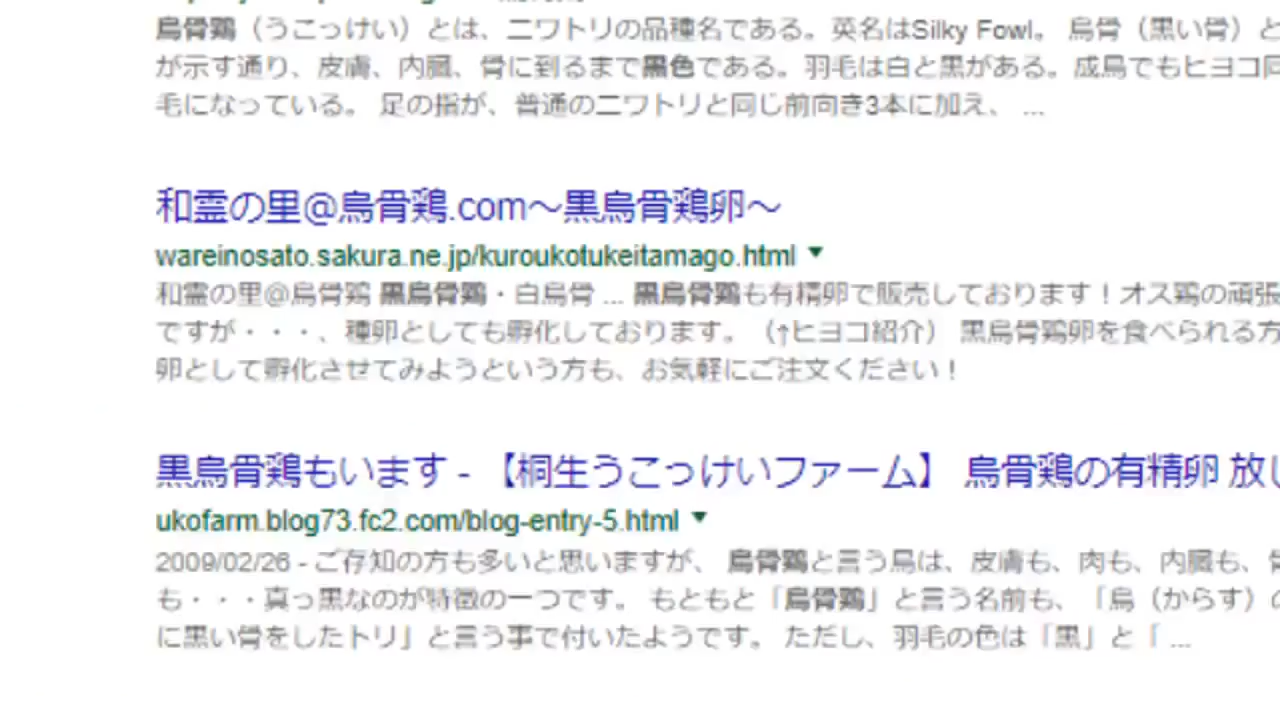 烏骨鶏（うこっけい）とは、ニワトリの品種名である。英名はSilky Fowl。 烏骨（黒い骨）と
が示す通り、皮膚、内臓、骨に到るまで黒色である。羽毛は白と黒がある。成鳥でもヒヨコ同
毛になっている。 足の指が、普通のニワトリと同じ前向き3本に加え、 ...
和霊の里@烏骨鶏.com～黒烏骨鶏卵～
wareinosato.sakura.ne.jp/kuroukotukeitamago.html ▼
和霊の里@烏骨鶏 黒烏骨鶏・白烏骨 ... 黒烏骨鶏も有精卵で販売しております！オス鶏の頑張
ですが・・・、種卵としても孵化しております。（↑ヒヨコ紹介） 黒烏骨鶏卵を食べられる方
卵として孵化させてみようという方も、お気軽にご注文ください！
黒烏骨鶏もいます - 【桐生うこっけいファーム】 烏骨鶏の有精卵 放し
ukofarm.blog73.fc2.com/blog-entry-5.html ▼
2009/02/26 - ご存知の方も多いと思いますが、 烏骨鶏と言う鳥は、皮膚も、肉も、内臓も、骨
も・・・真っ黒なのが特徴の一つです。 もともと「烏骨鶏」と言う名前も、「烏（からす）の
に黒い骨をしたトリ」と言う事で付いたようです。 ただし、羽毛の色は「黒」と「 ...